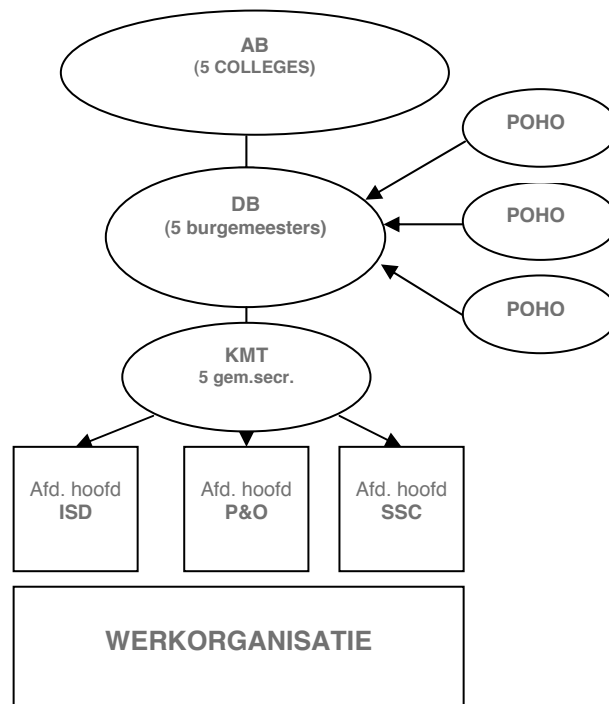 AB
(5 COLLEGES)
POHO
DB
(5 burgemeesters)
POHO
POHO
KMT
5 gem.secr.
Afd. hoofd
ISD
Afd. hoofd
P&O
Afd. hoofd
SSC
WERKORGANISATIE